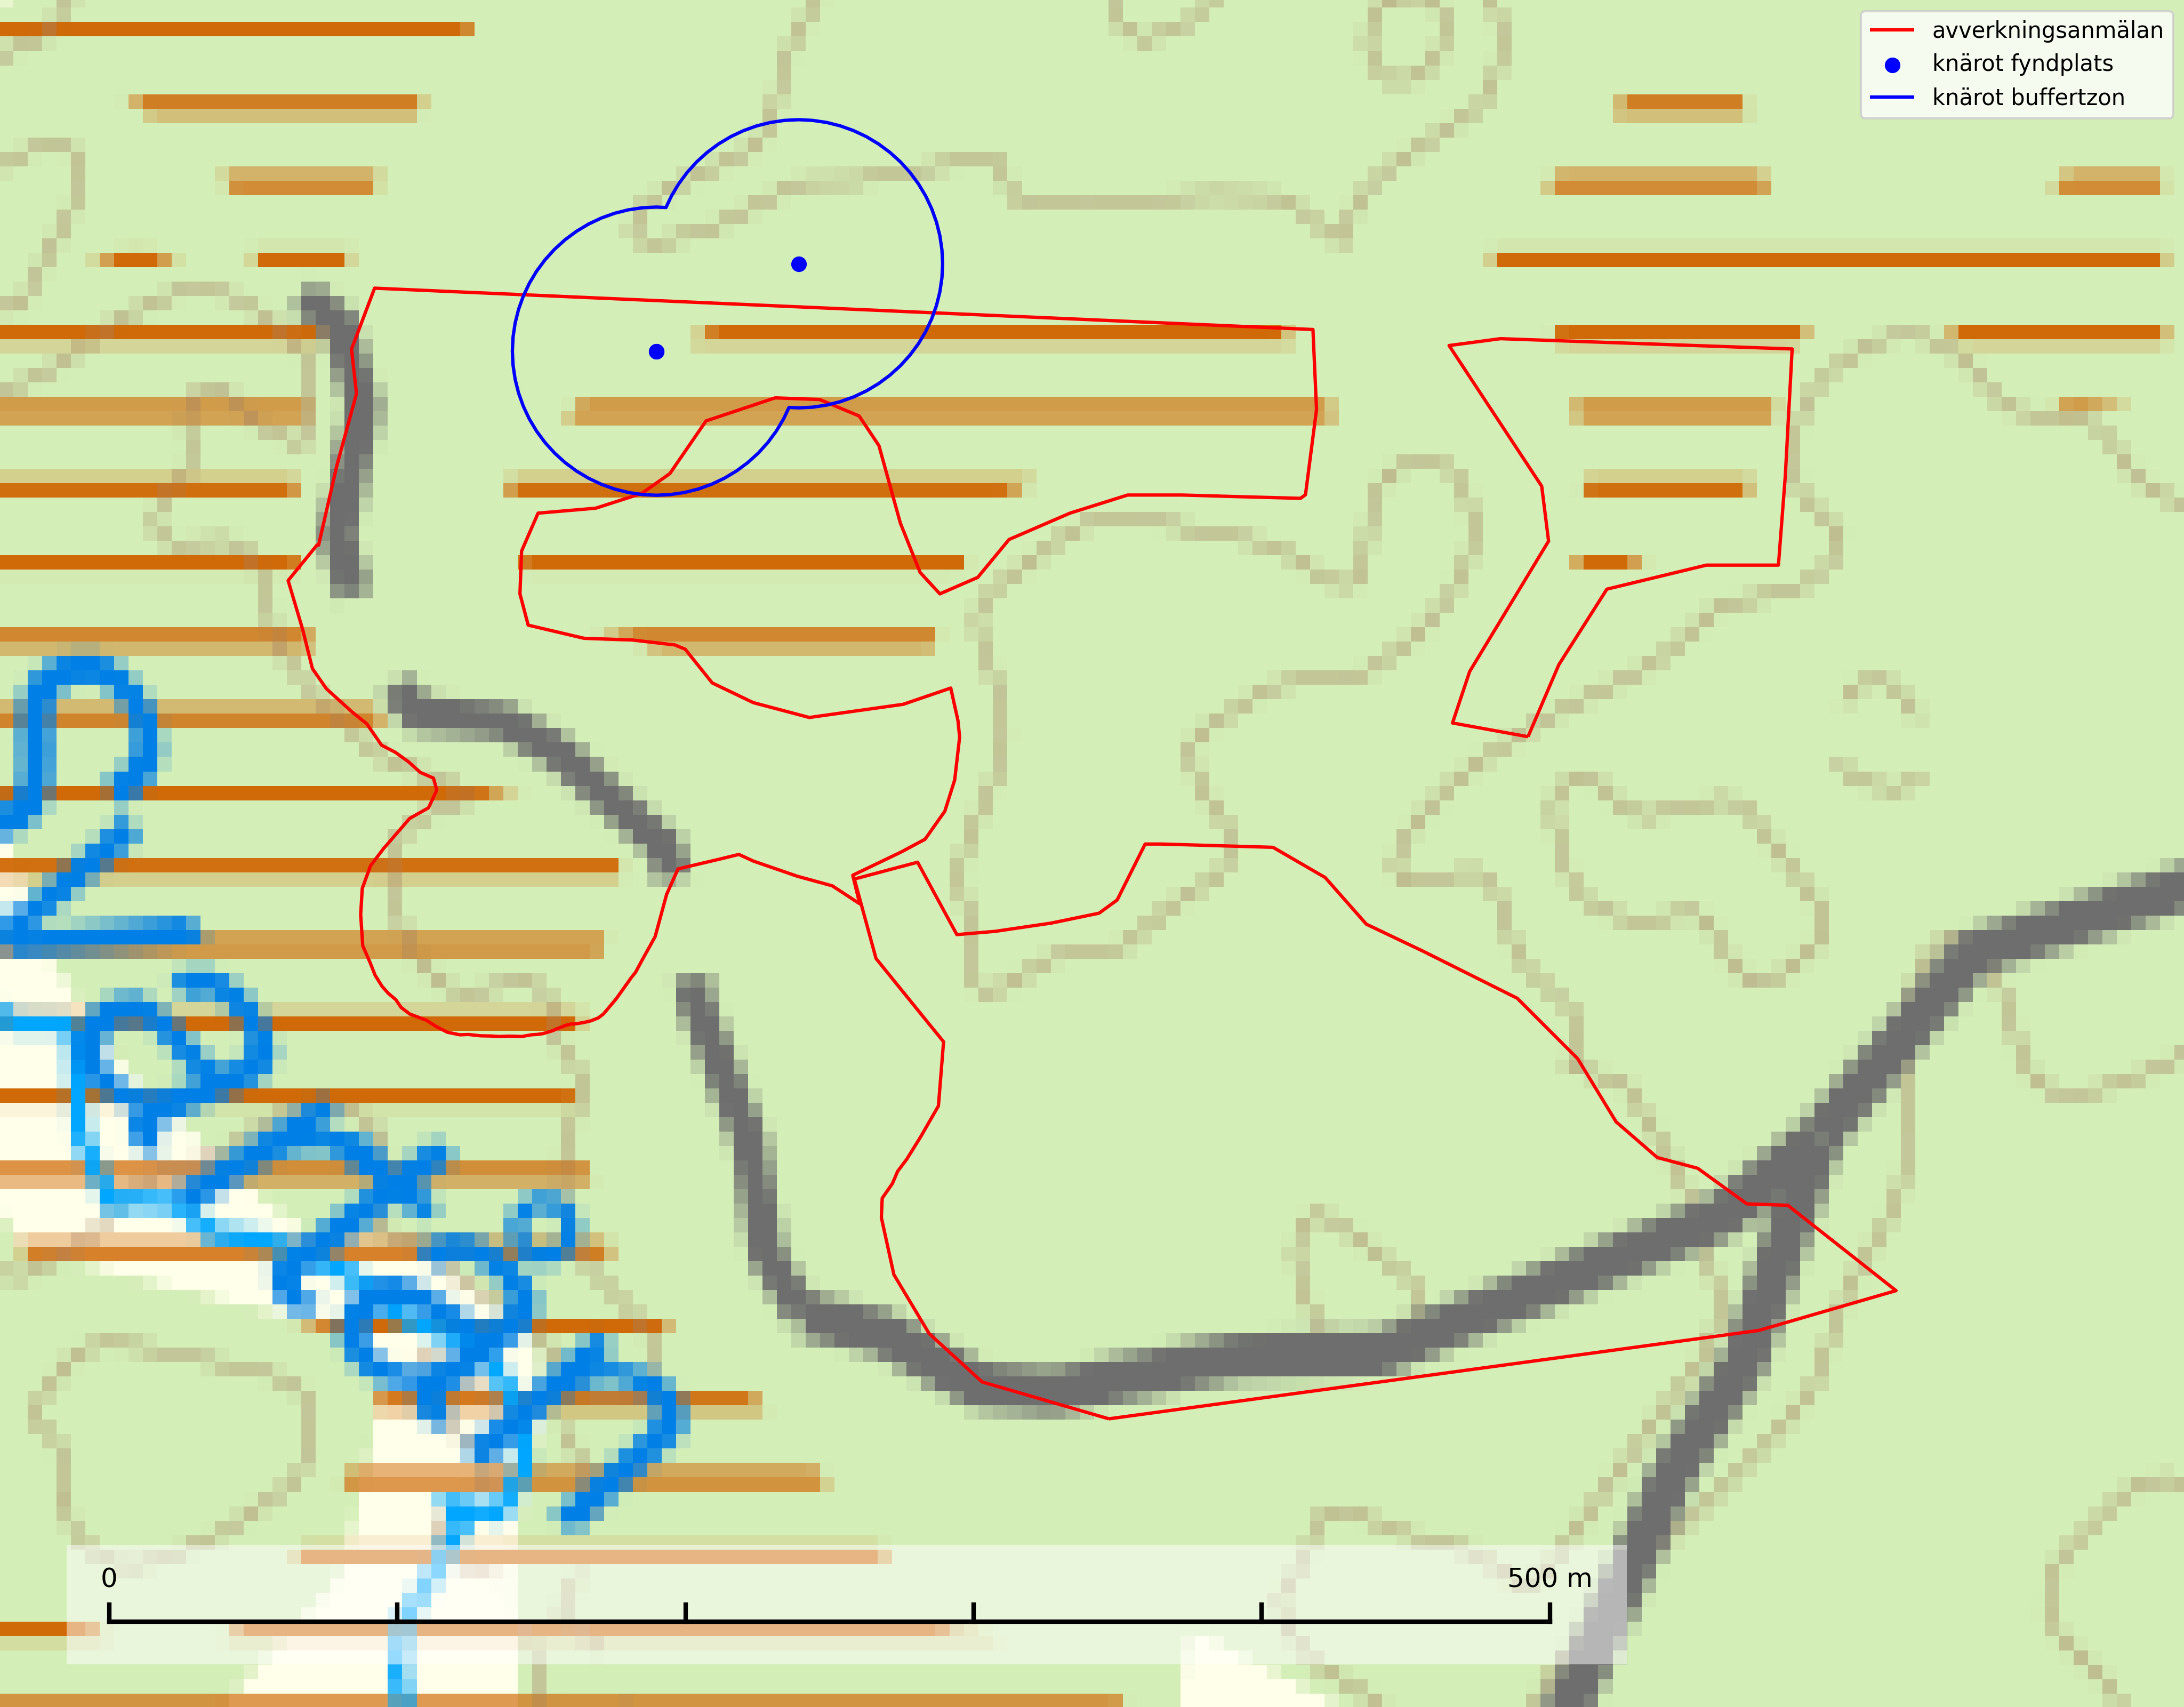 avverkningsanmälan
knärot fyndplats
knärot buffertzon
0 500 m